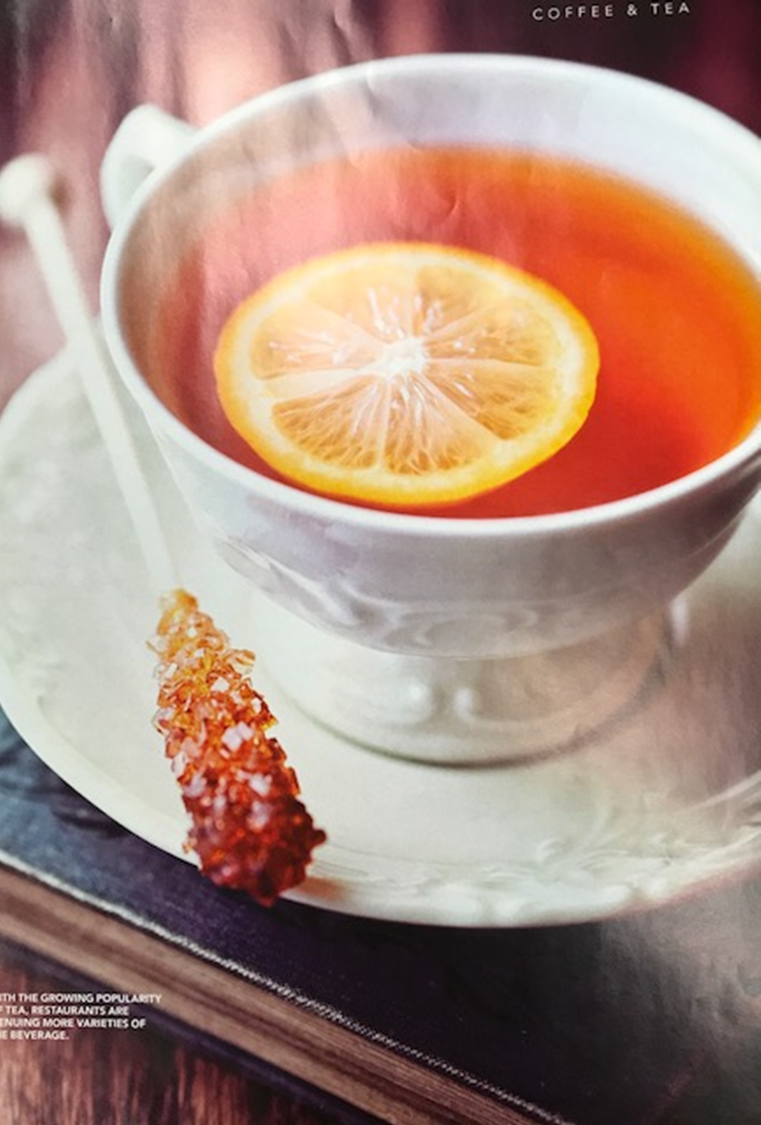 COFFEE & TEA
ITH THE GROWING POPULARITY
F TEA, RESTAURANTS ARE
ENUING MORE VARIETIES OF
E BEVERAGE.